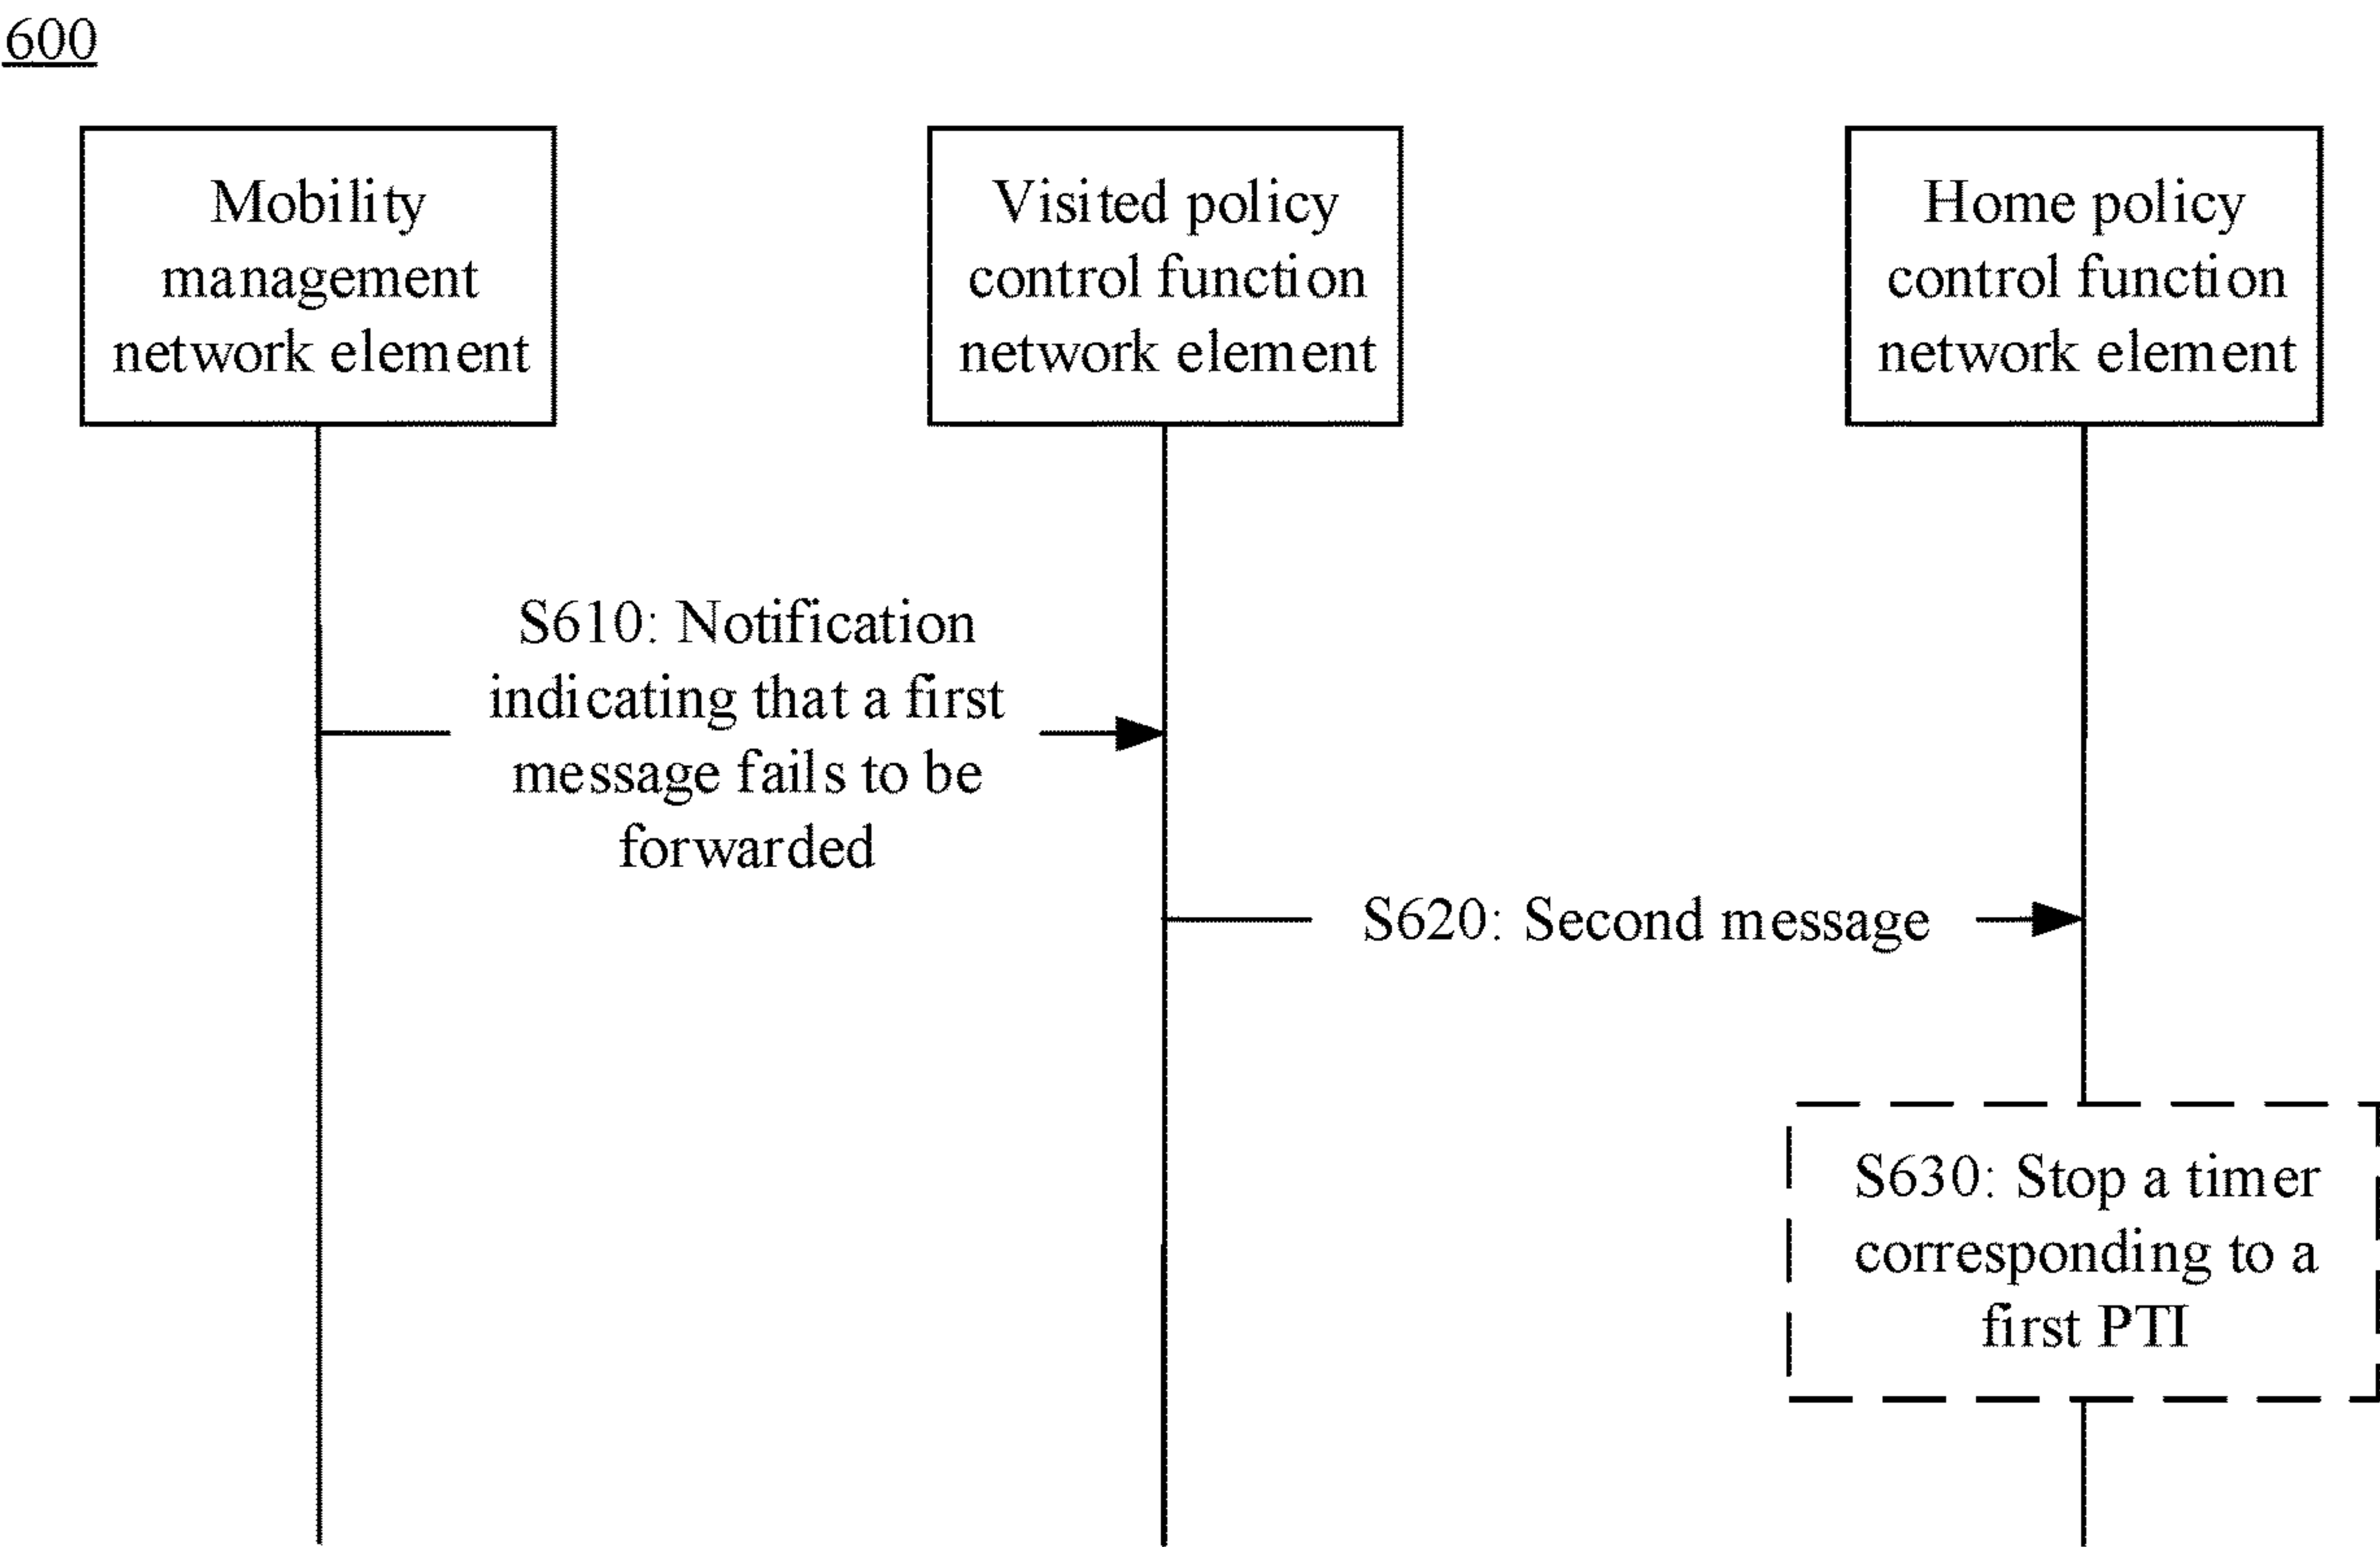 600
Mobility
management
network element
Visited policy
control function
network element
Home policy
control function
network element
S610: Notification
indicating that a first
message fails to be
forwarded
S620: Second message
S630: Stop a timer
corresponding to a
first PTI